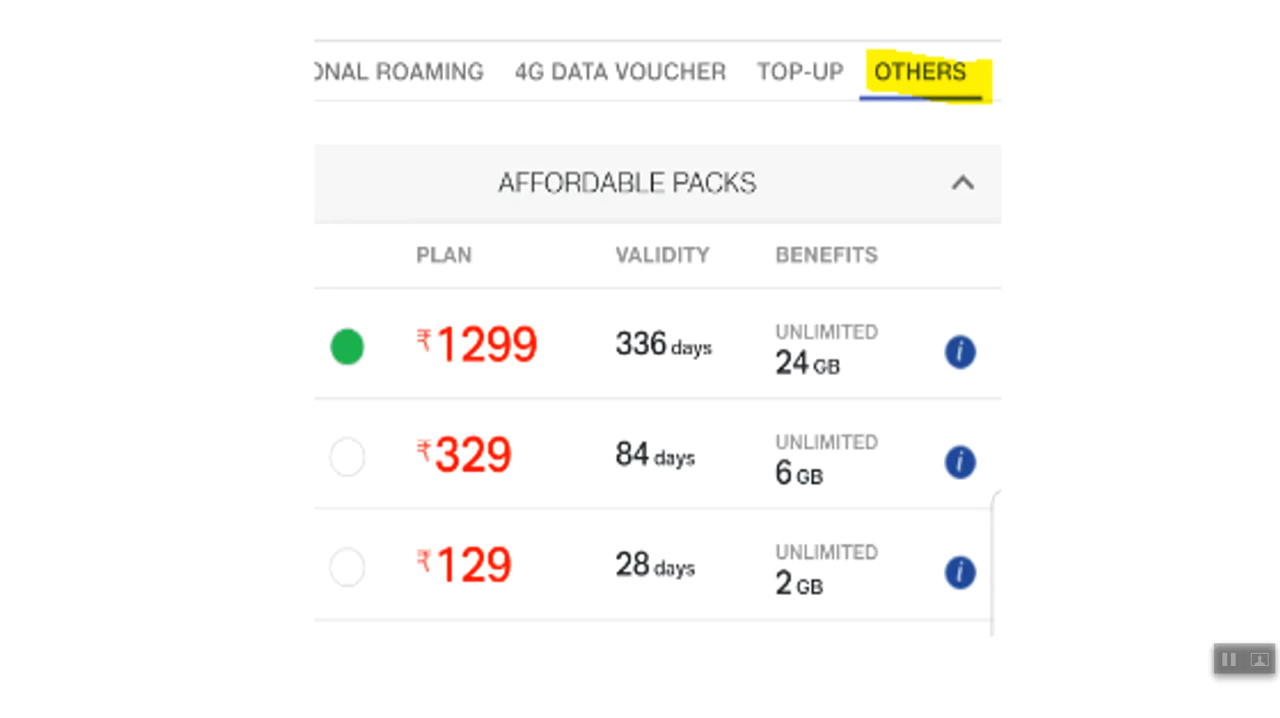 ONAL ROAMING 4G DATA VOUCHER TOP-UP OTHERS
AFFORDABLE PACKS
PLAN VALIDITY BENEFITS
₹1299 336 days UNLIMITED 24 GB i
₹329 84 days UNLIMITED 6 GB i
₹129 28 days UNLIMITED 2 GB i